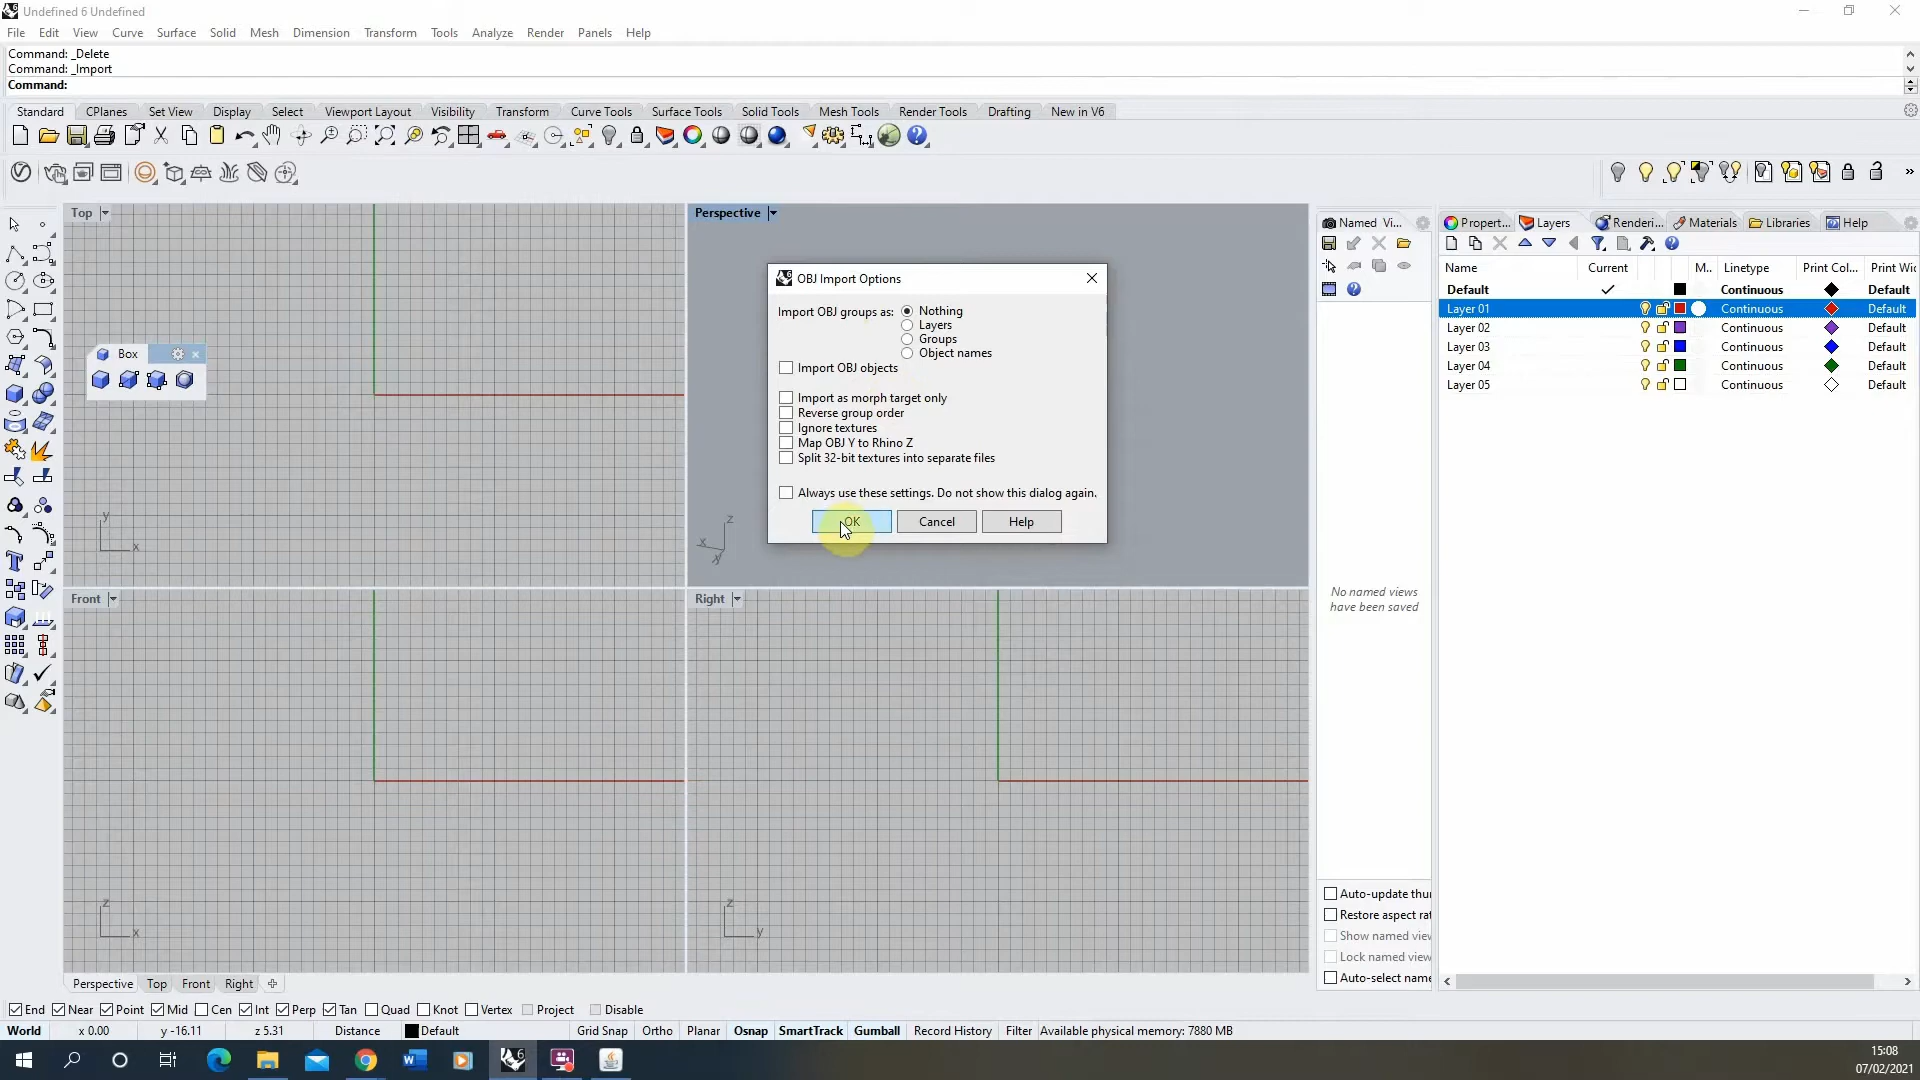 Undefined 6 Undefined
File Edit View Curve Surface Solid Mesh Dimension Transform Tools Analyze Render Panels Help
Command: _Delete
Command: _Import
Command:
Standard CPlanes Set View Display Select Viewport Layout Visibility Transform Curve Tools Surface Tools Solid Tools Mesh Tools Render Tools Drafting New in V6
Top
Perspective
Named Vi...
Propert... Layers Renderi... Materials Libraries Help
Name Current M.. Linetype Print Col... Print Wi
Default Continuous Default
Layer 01 Continuous Default
Layer 02 Continuous Default
Layer 03 Continuous Default
Layer 04 Continuous Default
Layer 05 Continuous Default
Box
OBJ Import Options
Import OBJ groups as: Nothing
Layers
Groups
Object names
Import OBJ objects
Import as morph target only
Reverse group order
Ignore textures
Map OBJ Y to Rhino Z
Split 32-bit textures into separate files
Always use these settings. Do not show this dialog again.
OK Cancel Help
y
x
z
x
y
No named views
have been saved
Front
Right
z
x
z
y
Auto-update thu
Restore aspect ra
Show named view
Lock named view
Auto-select name
Perspective Top Front Right
End Near Point Mid Cen Int Perp Tan Quad Knot Vertex Project Disable
World x 0.00 y -16.11 z 5.31 Distance Default Grid Snap Ortho Planar Osnap SmartTrack Gumball Record History Filter Available physical memory: 7880 MB
15:08
07/02/2021